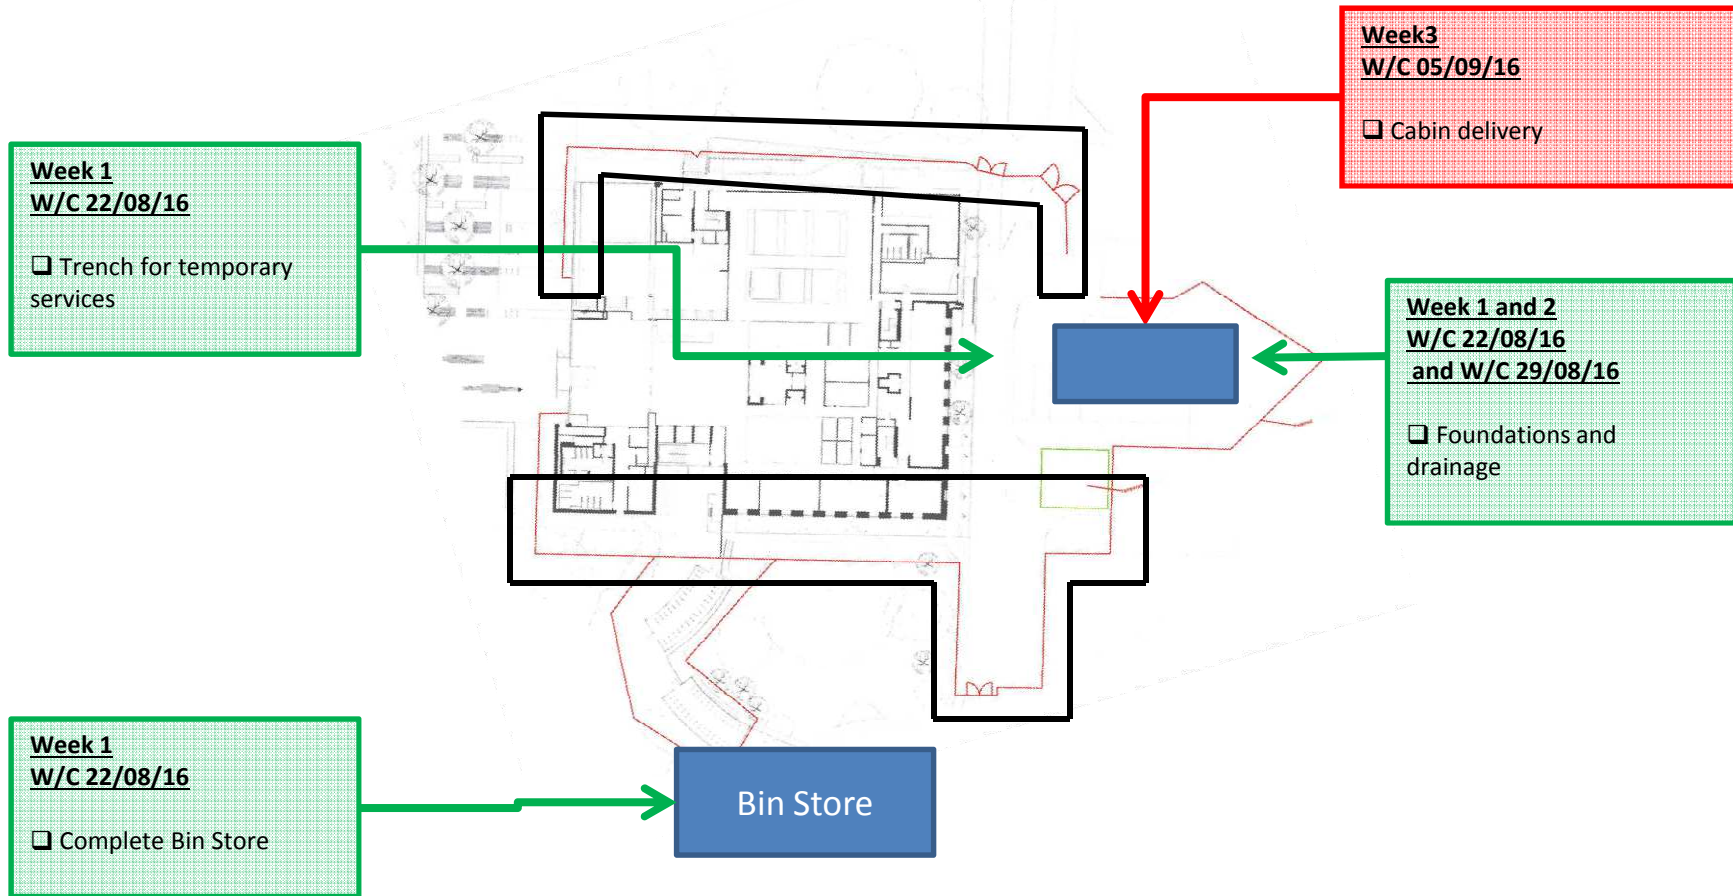 Week3
W/C 05/09/16
❑ Cabin delivery
Week 1
W/C 22/08/16
❑ Trench for temporary
services
Week 1 and 2
W/C 22/08/16
and W/C 29/08/16
❑ Foundations and
drainage
Week 1
W/C 22/08/16
❑ Complete Bin Store
Bin Store